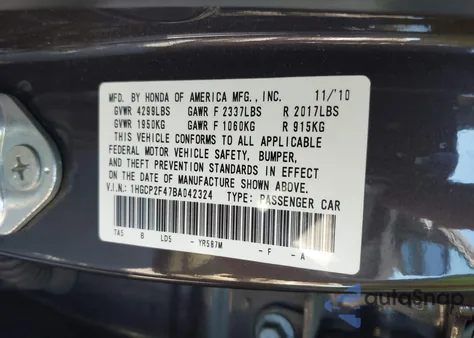 MFD. BY HONDA OF AMERICA MFG., INC. 11/'10
GVWR 4299LBS GAWR F 2337LBS R 2017LBS
GVWR 1950KG GAWR F 1060KG R 915KG
THIS VEHICLE CONFORMS TO ALL APPLICABLE
FEDERAL MOTOR VEHICLE SAFETY, BUMPER,
AND THEFT PREVENTION STANDARDS IN EFFECT
ON THE DATE OF MANUFACTURE SHOWN ABOVE.
V.I.N.: 1HGCP2F47BA042324 TYPE: PASSENGER CAR
TA5 B LD5 - YR587M - F - A
autosnap